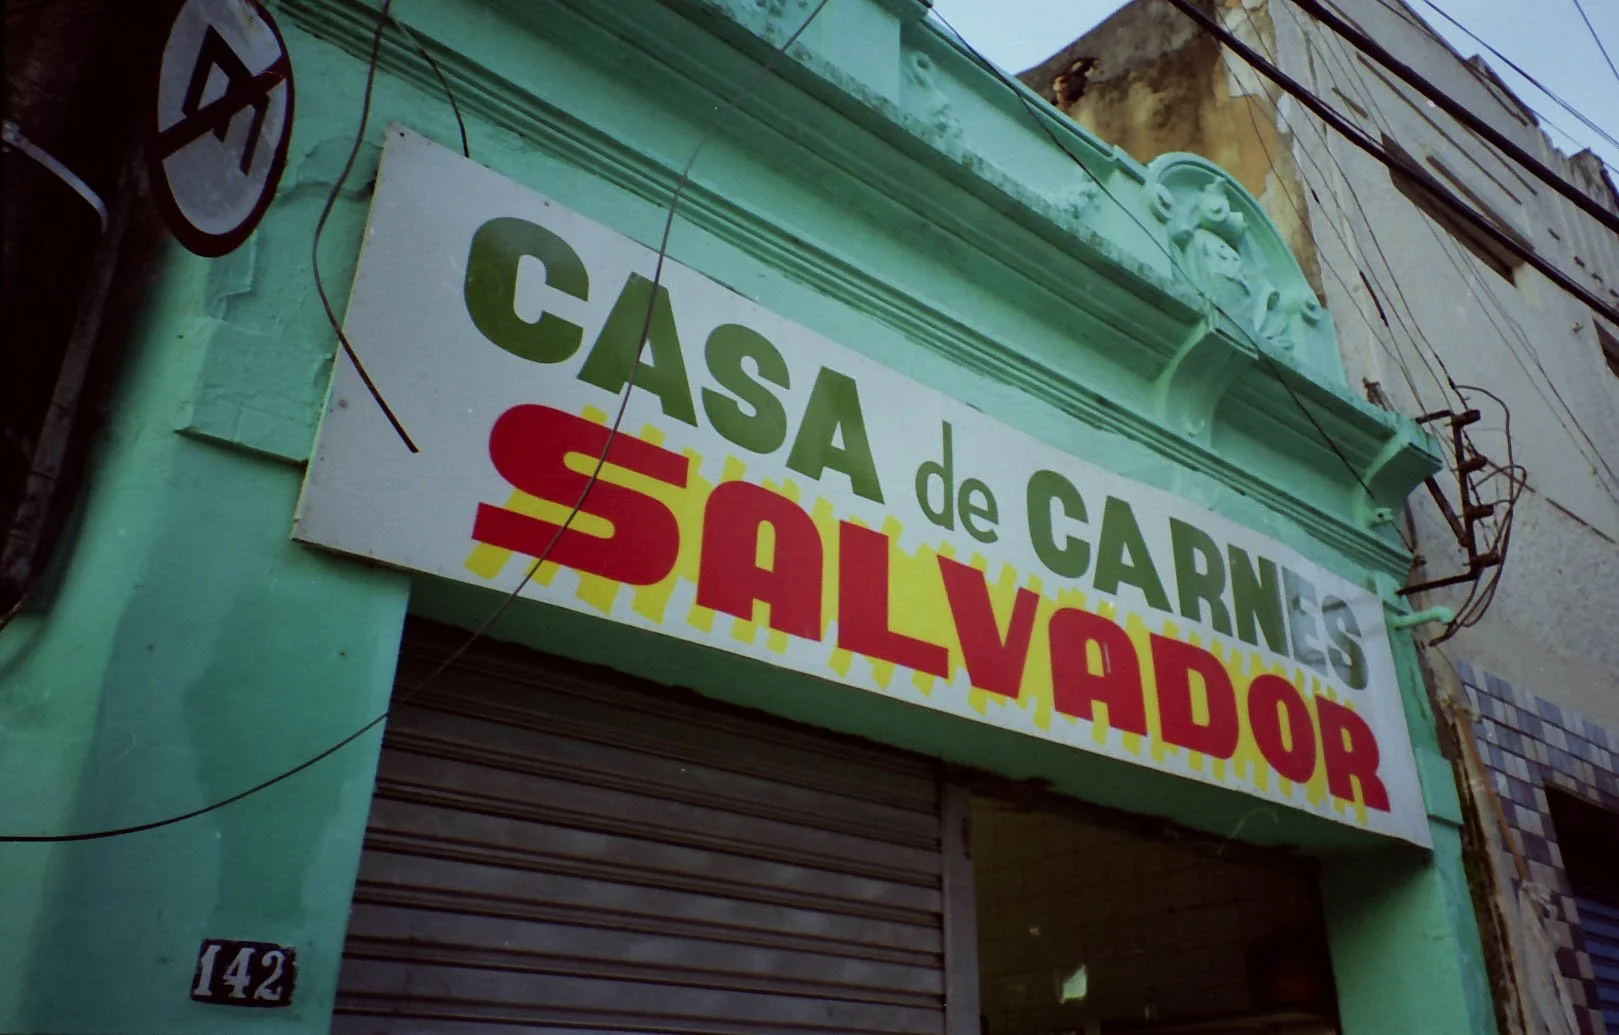 CASA de CARNES
SALVADOR
142